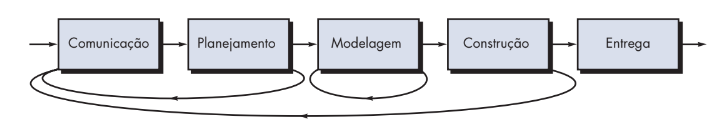 Comunicação
Planejamento
Modelagem
Construção
Entrega